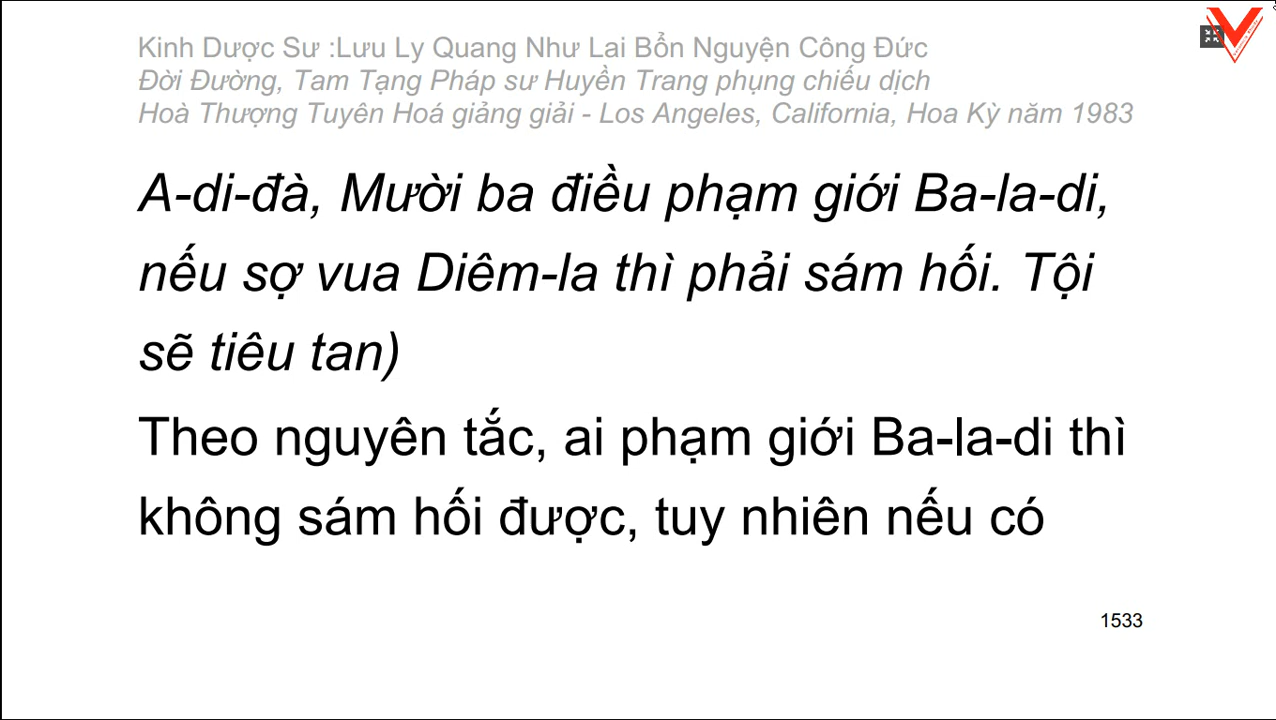 Kinh Dược Sư :Lưu Ly Quang Như Lai Bổn Nguyện Công Đức
Đời Đường, Tam Tạng Pháp sư Huyền Trang phụng chiếu dịch
Hoà Thượng Tuyên Hoá giảng giải - Los Angeles, California, Hoa Kỳ năm 1983
A-di-đà, Mười ba điều phạm giới Ba-la-di,
nếu sợ vua Diêm-la thì phải sám hối. Tội
sẽ tiêu tan)
Theo nguyên tắc, ai phạm giới Ba-la-di thì
không sám hối được, tuy nhiên nếu có
1533